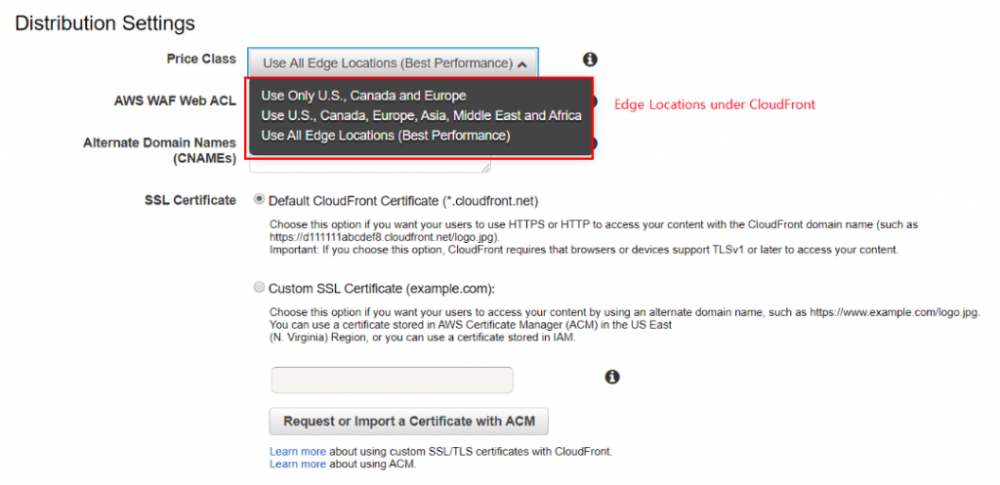 Distribution Settings
Price Class
Use All Edge Locations (Best Performance)
Use Only U.S., Canada and Europe
Use U.S., Canada, Europe, Asia, Middle East and Africa
Use All Edge Locations (Best Performance)
AWS WAF Web ACL
Edge Locations under CloudFront
Alternate Domain Names
(CNAMEs)
SSL Certificate
Default CloudFront Certificate (*.cloudfront.net)
Choose this option if you want your users to use HTTPS or HTTP to access your content with the CloudFront domain name (such as
https://d111111abcdef8.cloudfront.net/logo.jpg).
Important: If you choose this option, CloudFront requires that browsers or devices support TLSv1 or later to access your content.
Custom SSL Certificate (example.com):
Choose this option if you want your users to access your content by using an alternate domain name, such as https://www.example.com/logo.jpg.
You can use a certificate stored in AWS Certificate Manager (ACM) in the US East
(N. Virginia) Region, or you can use a certificate stored in IAM.
Request or Import a Certificate with ACM
Learn more about using custom SSL/TLS certificates with CloudFront.
Learn more about using ACM.